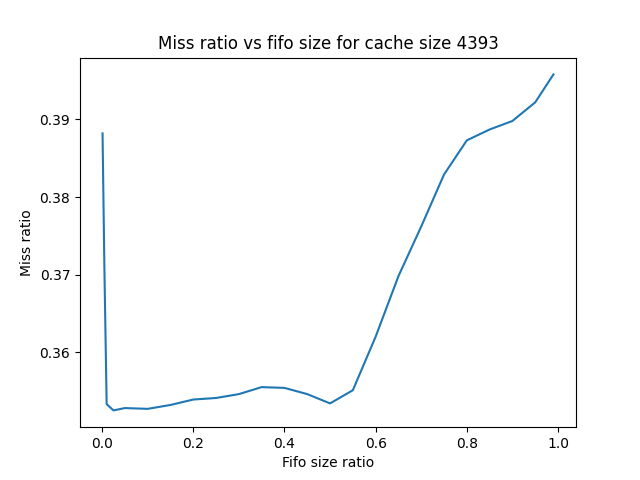 Miss ratio vs fifo size for cache size 4393
0.39
0.38
0.37
0.36
Miss ratio
0.0 0.2 0.4 0.6 0.8 1.0
Fifo size ratio